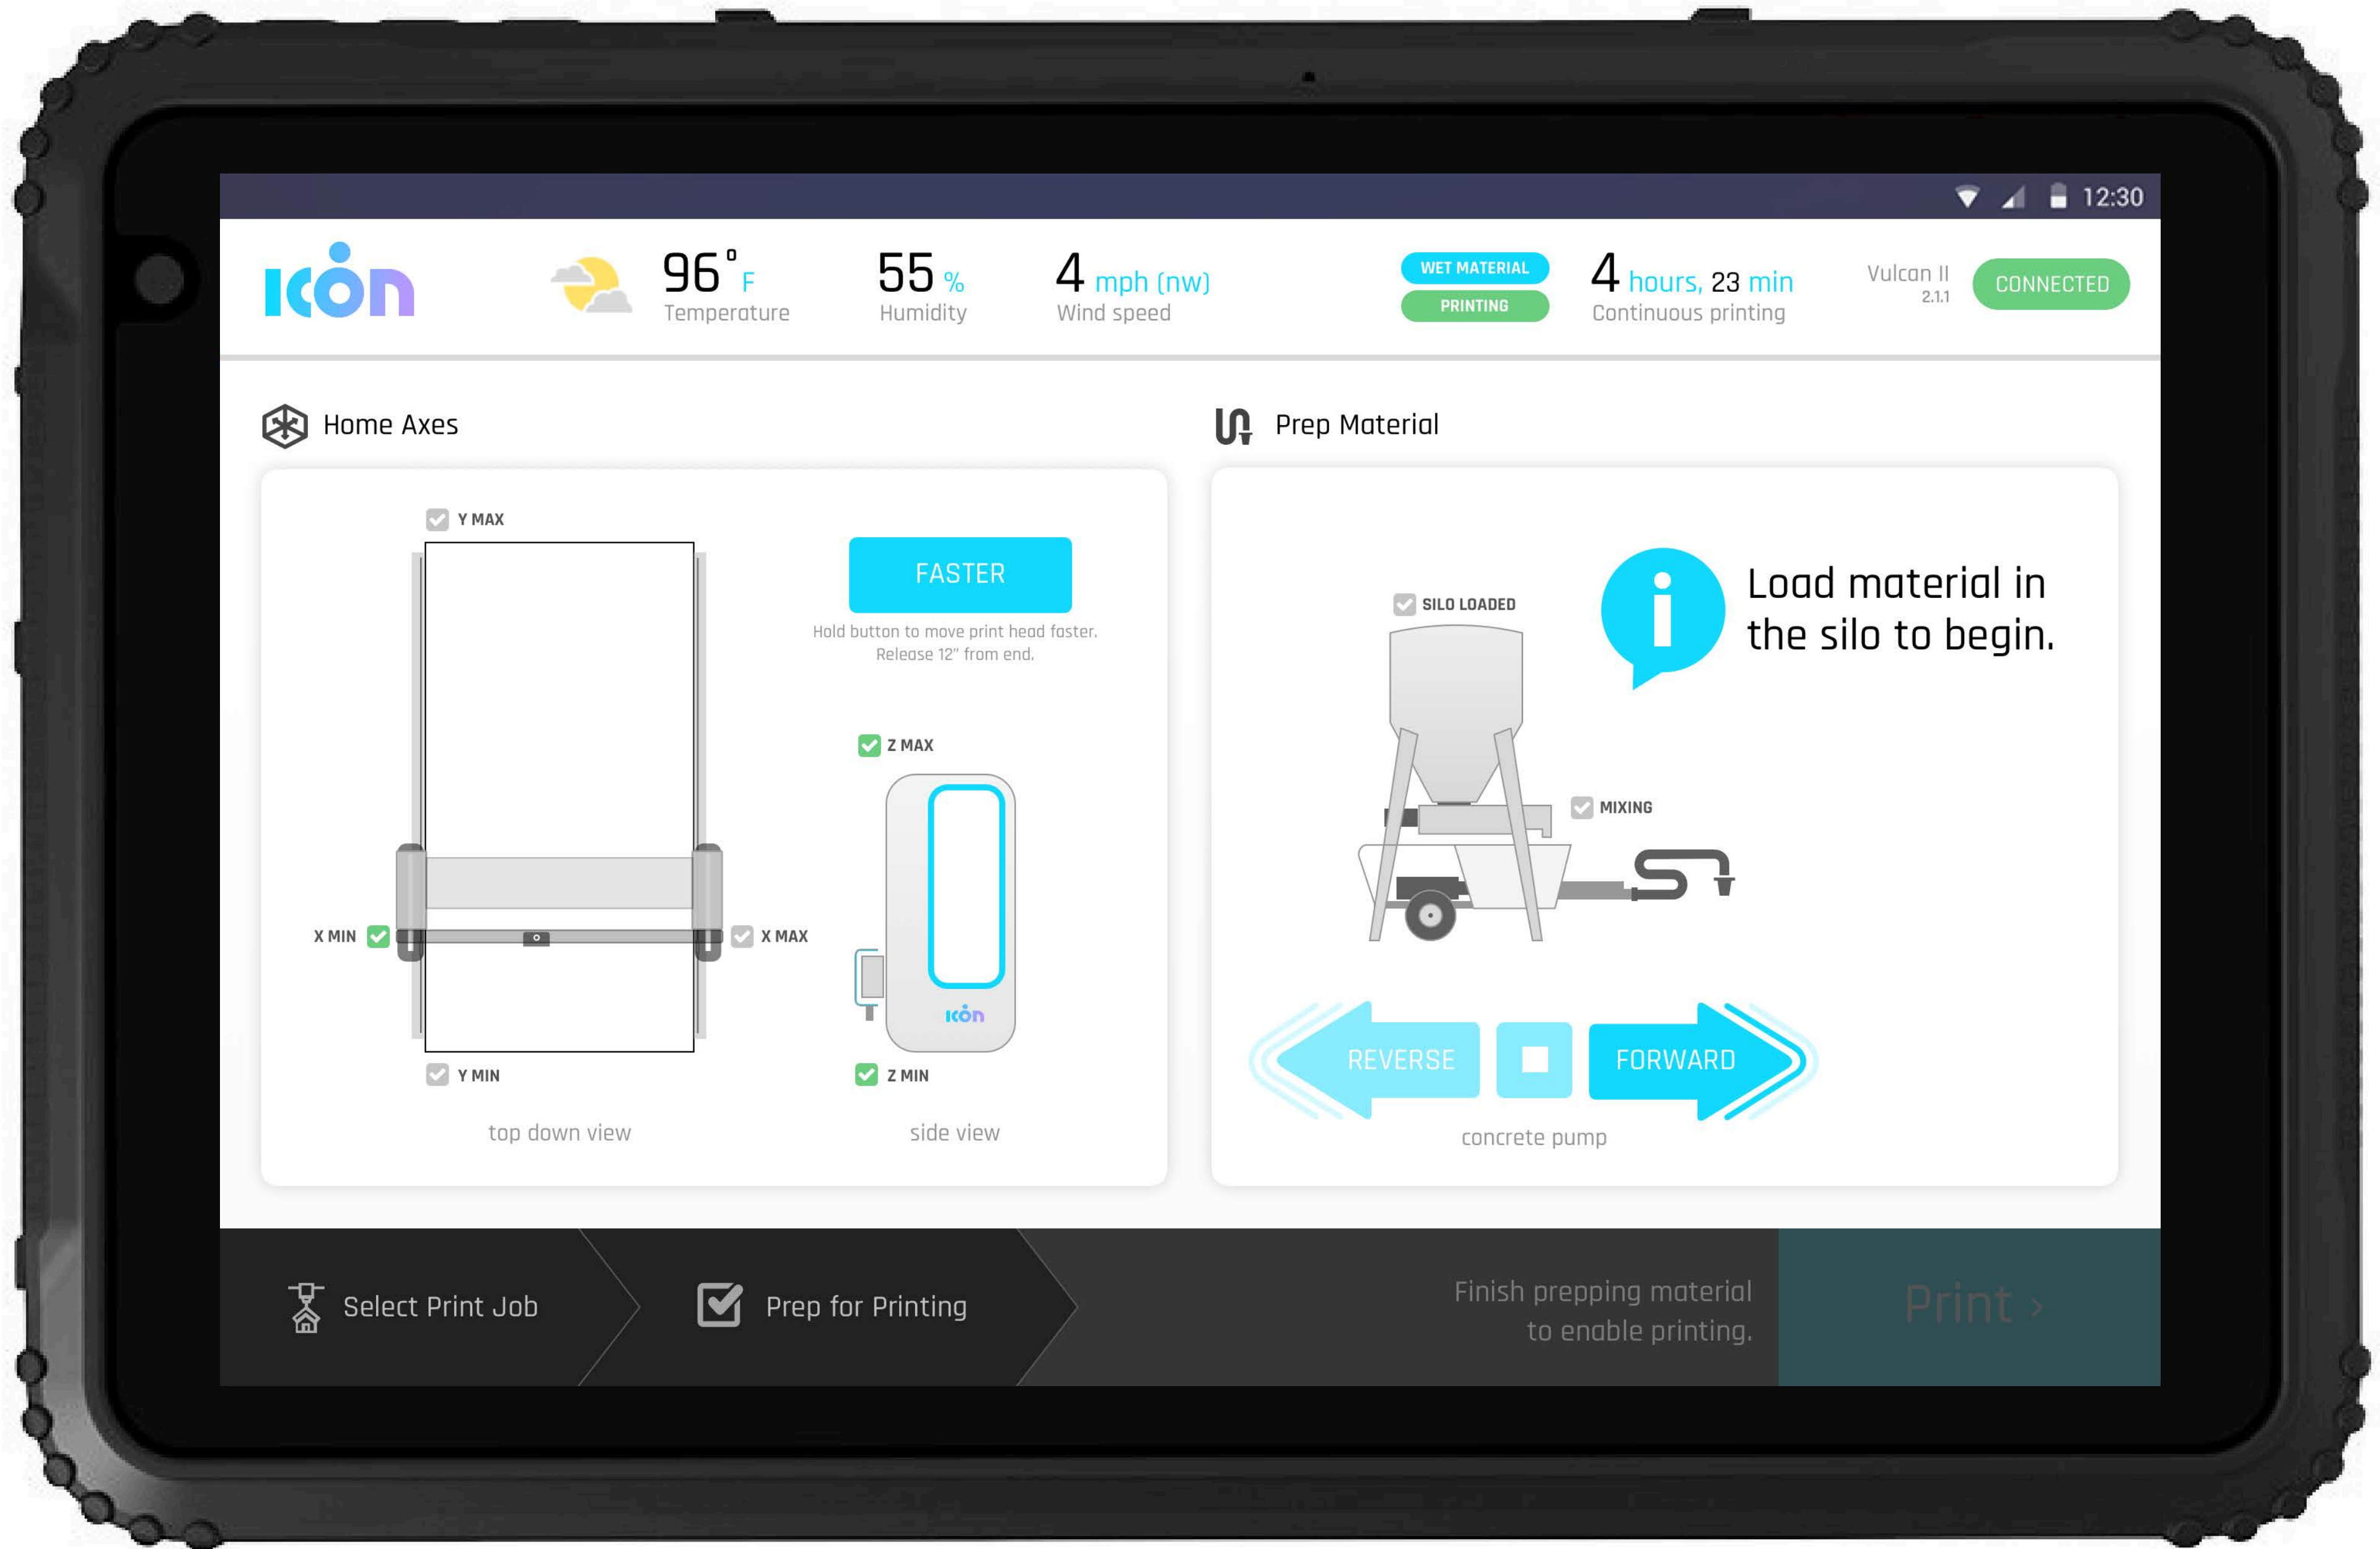 12:30
ICON
96° F
Temperature
55 %
Humidity
4 mph (nw)
Wind speed
WET MATERIAL
PRINTING
4 hours, 23 min
Continuous printing
Vulcan II
2.1.1
CONNECTED
Home Axes
Y MAX
FASTER
Hold button to move print head faster.
Release 12" from end.
Z MAX
X MIN
X MAX
ICON
Y MIN
Z MIN
top down view
side view
Prep Material
SILO LOADED
i
Load material in
the silo to begin.
MIXING
REVERSE
FORWARD
concrete pump
Select Print Job
Prep for Printing
Finish prepping material
to enable printing.
Print ›